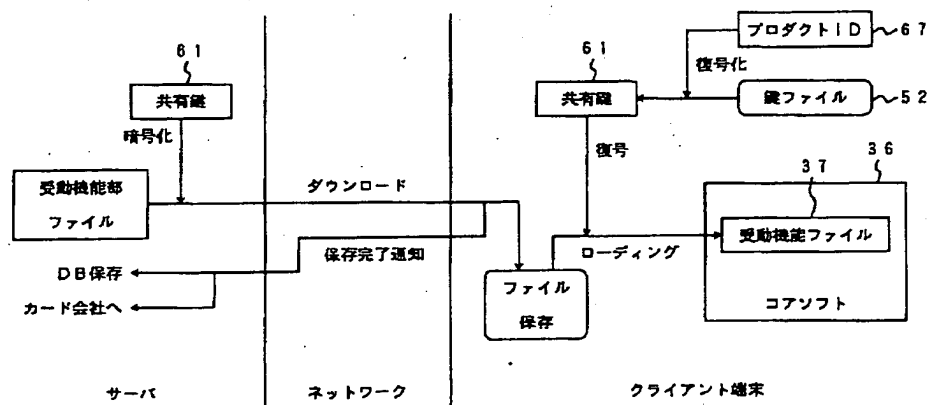 プロダクトID
67
61
61
復号化
共有鍵
共有鍵
鍵ファイル
52
暗号化
復号
36
37
受動機能部
ファイル
ダウンロード
受動機能ファイル
保存完了通知
ローディング
DB保存
ファイル
保存
コアソフト
カード会社へ
サーバ
ネットワーク
クライアント端末